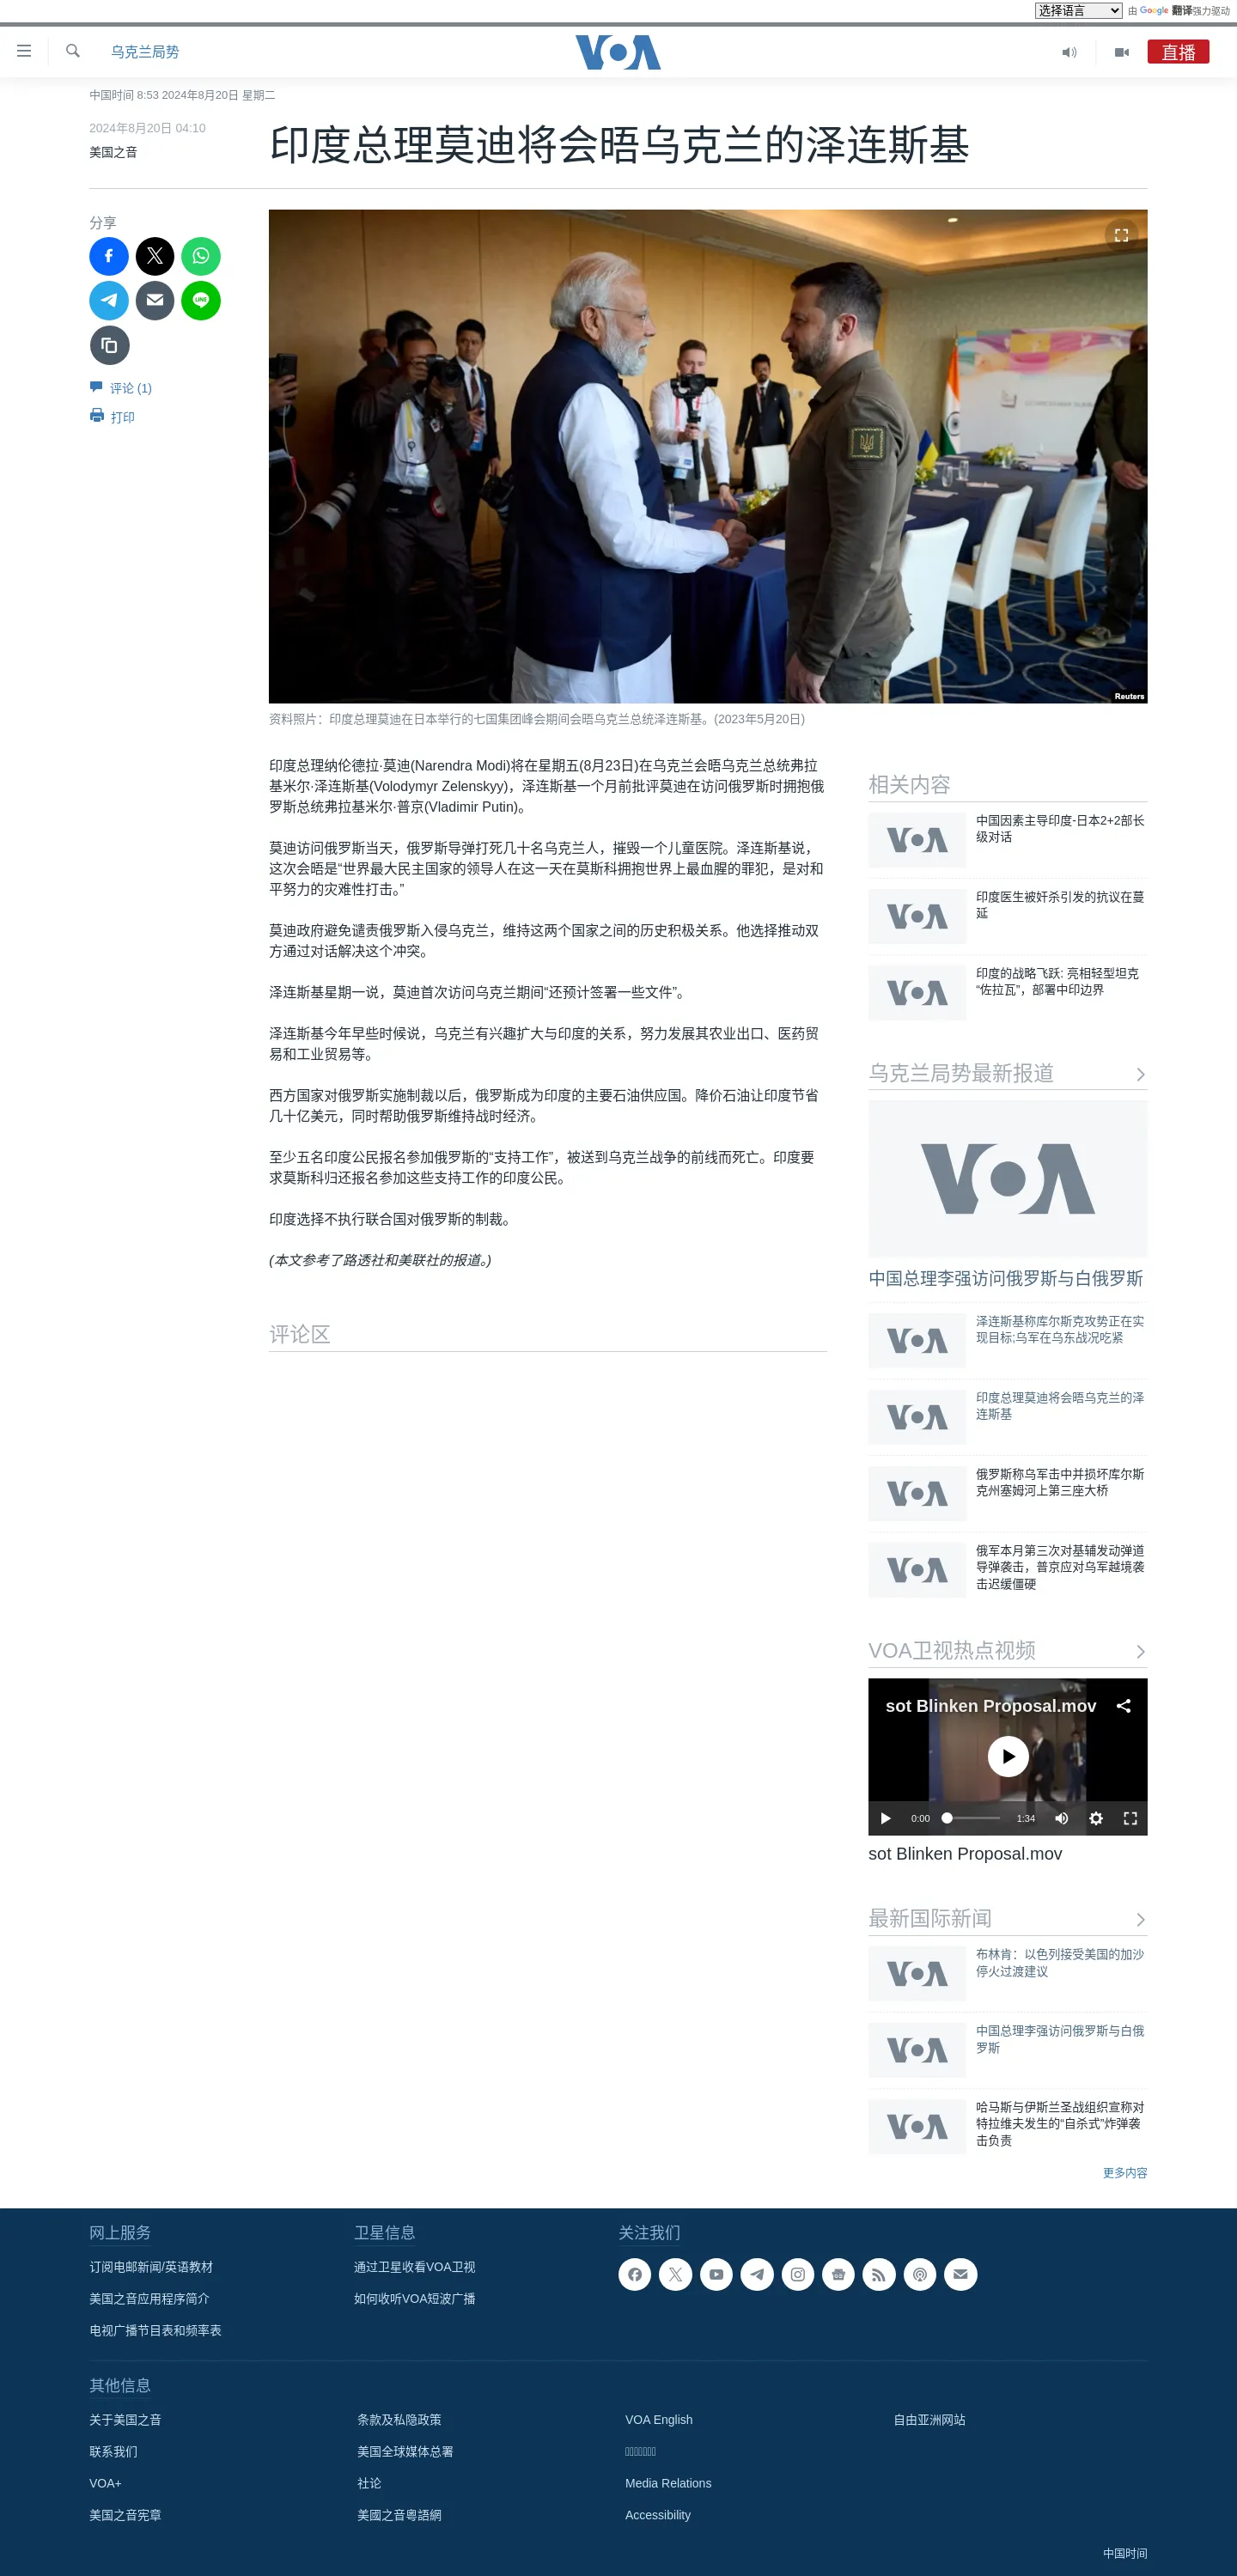 选择语言
由 Google 翻译强力驱动
乌克兰局势
VOA
直播
中国时间 8:53 2024年8月20日 星期二
2024年8月20日 04:10
美国之音
印度总理莫迪将会晤乌克兰的泽连斯基
分享
评论 (1)
打印
Reuters
资料照片：印度总理莫迪在日本举行的七国集团峰会期间会晤乌克兰总统泽连斯基。(2023年5月20日)
印度总理纳伦德拉·莫迪(Narendra Modi)将在星期五(8月23日)在乌克兰会晤乌克兰总统弗拉
基米尔·泽连斯基(Volodymyr Zelenskyy)，泽连斯基一个月前批评莫迪在访问俄罗斯时拥抱俄
罗斯总统弗拉基米尔·普京(Vladimir Putin)。
莫迪访问俄罗斯当天，俄罗斯导弹打死几十名乌克兰人，摧毁一个儿童医院。泽连斯基说，
这次会晤是“世界最大民主国家的领导人在这一天在莫斯科拥抱世界上最血腥的罪犯，是对和
平努力的灾难性打击。”
莫迪政府避免谴责俄罗斯入侵乌克兰，维持这两个国家之间的历史积极关系。他选择推动双
方通过对话解决这个冲突。
泽连斯基星期一说，莫迪首次访问乌克兰期间“还预计签署一些文件”。
泽连斯基今年早些时候说，乌克兰有兴趣扩大与印度的关系，努力发展其农业出口、医药贸
易和工业贸易等。
西方国家对俄罗斯实施制裁以后，俄罗斯成为印度的主要石油供应国。降价石油让印度节省
几十亿美元，同时帮助俄罗斯维持战时经济。
至少五名印度公民报名参加俄罗斯的“支持工作”，被送到乌克兰战争的前线而死亡。印度要
求莫斯科归还报名参加这些支持工作的印度公民。
印度选择不执行联合国对俄罗斯的制裁。
(本文参考了路透社和美联社的报道。)
评论区
相关内容
VOA
中国因素主导印度-日本2+2部长
级对话
VOA
印度医生被奸杀引发的抗议在蔓
延
VOA
印度的战略飞跃: 亮相轻型坦克
“佐拉瓦”，部署中印边界
乌克兰局势最新报道
VOA
中国总理李强访问俄罗斯与白俄罗斯
VOA
泽连斯基称库尔斯克攻势正在实
现目标;乌军在乌东战况吃紧
VOA
印度总理莫迪将会晤乌克兰的泽
连斯基
VOA
俄罗斯称乌军击中并损坏库尔斯
克州塞姆河上第三座大桥
VOA
俄军本月第三次对基辅发动弹道
导弹袭击，普京应对乌军越境袭
击迟缓僵硬
VOA卫视热点视频
sot Blinken Proposal.mov
0:00
1:34
sot Blinken Proposal.mov
最新国际新闻
VOA
布林肯：以色列接受美国的加沙
停火过渡建议
VOA
中国总理李强访问俄罗斯与白俄
罗斯
VOA
哈马斯与伊斯兰圣战组织宣称对
特拉维夫发生的“自杀式”炸弹袭
击负责
更多内容
网上服务
订阅电邮新闻/英语教材
美国之音应用程序简介
电视广播节目表和频率表
卫星信息
通过卫星收看VOA卫视
如何收听VOA短波广播
关注我们
其他信息
关于美国之音
联系我们
VOA+
美国之音宪章
条款及私隐政策
美国全球媒体总署
社论
美國之音粵語網
VOA English
Media Relations
Accessibility
自由亚洲网站
中国时间